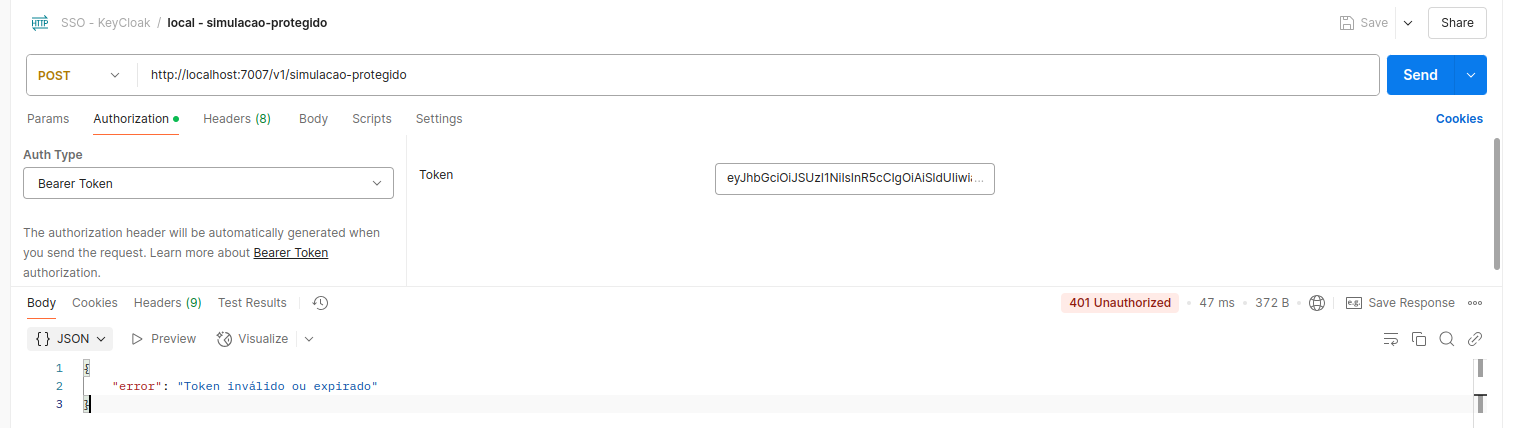 HTTP SSO - KeyCloak / local - simulacao-protegido Save Share
POST http://localhost:7007/v1/simulacao-protegido Send
Params Authorization Headers (8) Body Scripts Settings Cookies
Auth Type
Bearer Token
Token eyJhbGciOiJSUzI1NiIsInR5cCIgOiAiSldUIiwi...
The authorization header will be automatically generated when
you send the request. Learn more about Bearer Token
authorization.
Body Cookies Headers (9) Test Results 401 Unauthorized • 47 ms • 372 B • e.g. Save Response
{} JSON Preview Visualize
1 {
2 "error": "Token inválido ou expirado"
3 }